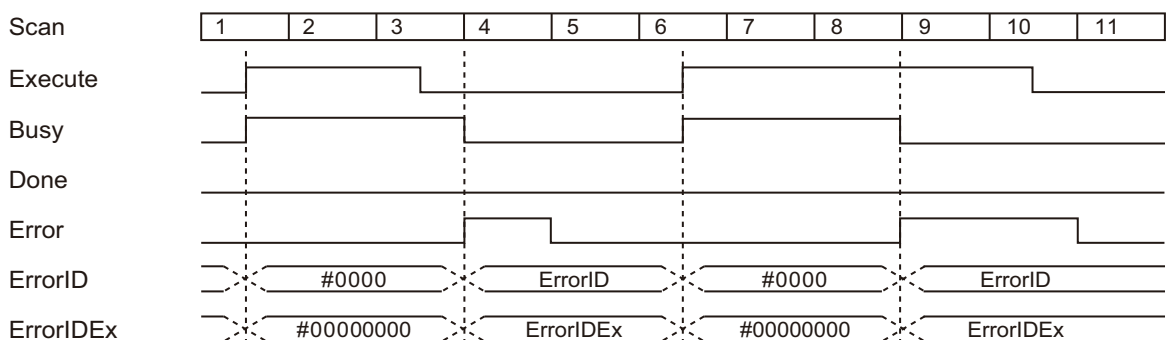 Scan 1 2 3 4 5 6 7 8 9 10 11
Execute
Busy
Done
Error
ErrorID #0000 ErrorID #0000 ErrorID
ErrorIDEx #00000000 ErrorIDEx #00000000 ErrorIDEx